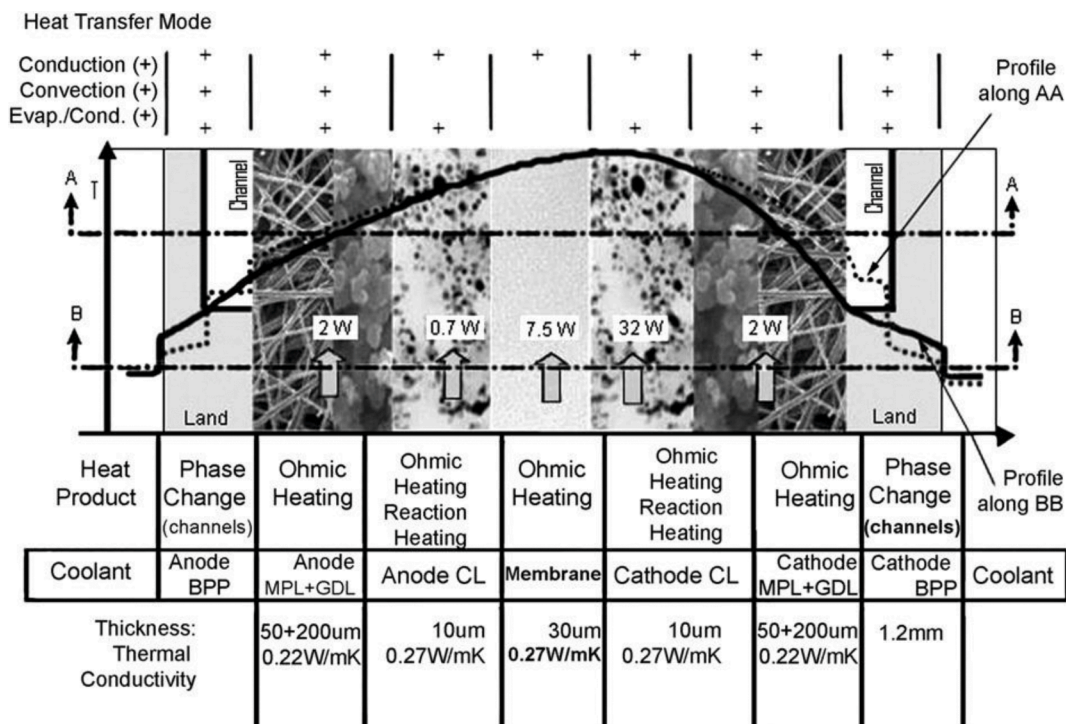 Heat Transfer Mode
Conduction (+)
Convection (+)
Evap./Cond. (+)
+ + + + + + +
+ + + +
+ + + + + +
Profile
along AA
A
T
Channel
Channel
A
B
2 W
0.7 W
7.5 W
32 W
2 W
B
Land
Land
Profile
along BB
Heat
Product
Phase
Change
(channels)
Ohmic
Heating
Ohmic
Heating
Reaction
Heating
Ohmic
Heating
Ohmic
Heating
Reaction
Heating
Ohmic
Heating
Phase
Change
(channels)
Coolant
Anode
BPP
Anode
MPL+GDL
Anode CL
Membrane
Cathode CL
Cathode
MPL+GDL
Cathode
BPP
Coolant
Thickness:
Thermal
Conductivity
50+200um
0.22W/mK
10um
0.27W/mK
30um
0.27W/mK
10um
0.27W/mK
50+200um
0.22W/mK
1.2mm